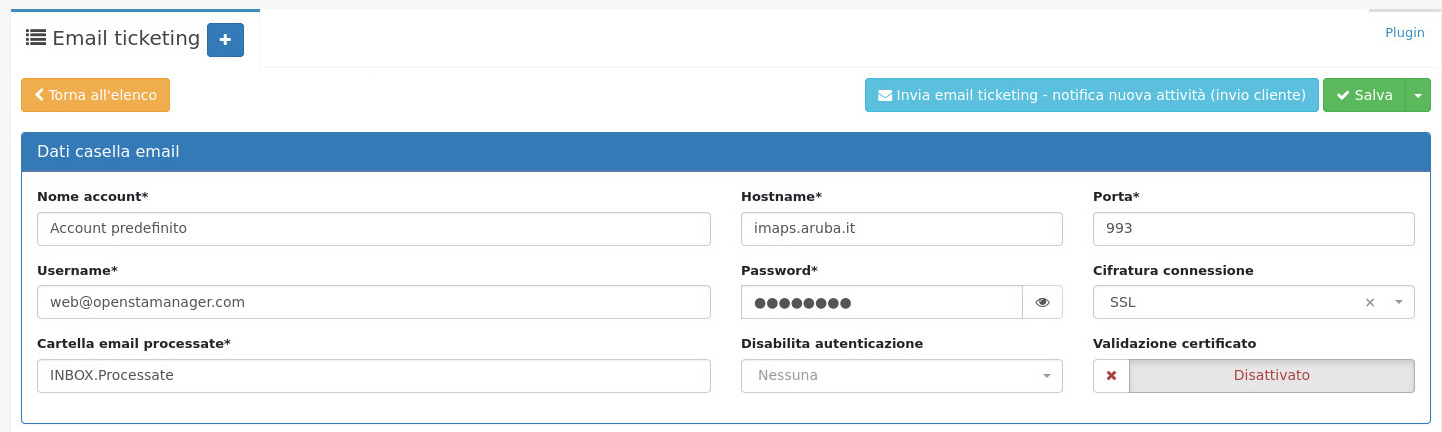 Email ticketing
Plugin
Torna all'elenco
Invia email ticketing - notifica nuova attività (invio cliente)
Salva
Dati casella email
Nome account*
Hostname*
Porta*
Account predefinito
imaps.aruba.it
993
Username*
Password*
Cifratura connessione
web@openstamanager.com
●●●●●●●●
SSL
Cartella email processate*
Disabilita autenticazione
Validazione certificato
INBOX.Processate
Nessuna
Disattivato